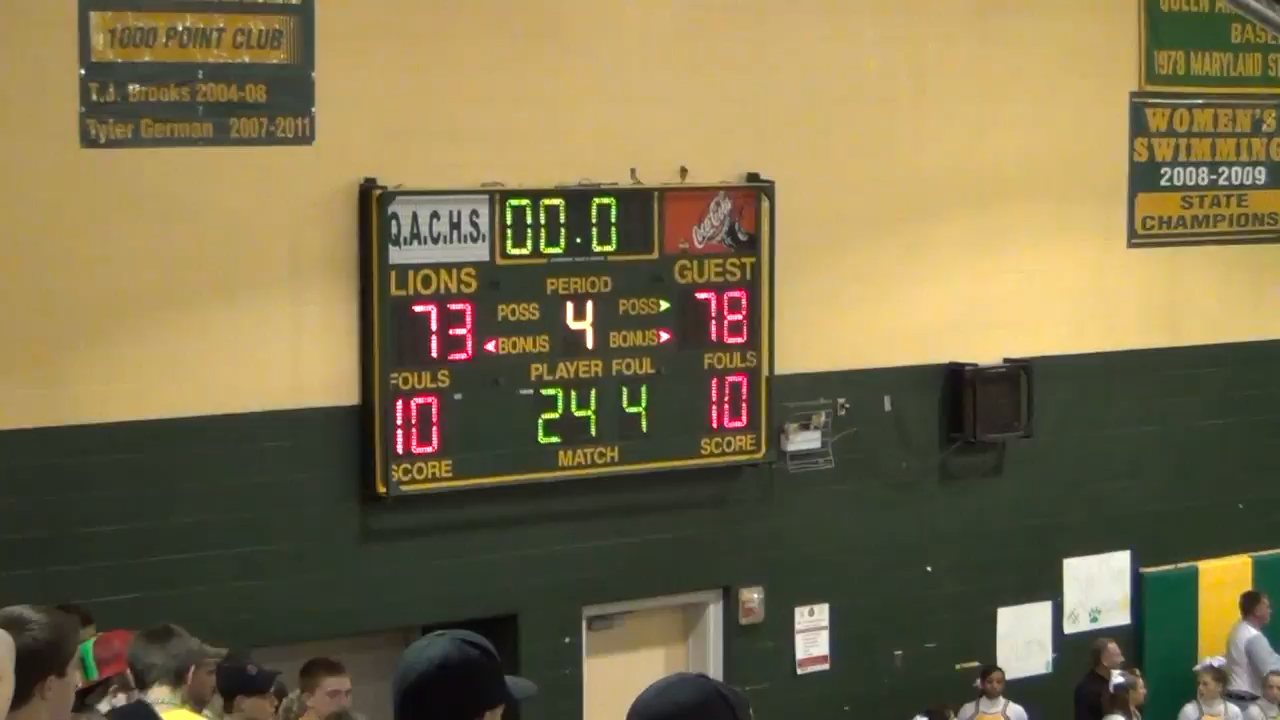 1000 POINT CLUB
T.J. Brooks 2004-08
Tyler German 2007-2011
1978 MARYLAND
WOMEN'S
SWIMMING
2008-2009
STATE
CHAMPIONS
Q.A.C.H.S.
00.0
Coca-Cola
LIONS
PERIOD
GUEST
73
POSS
4
POSS
78
BONUS
BONUS
FOULS
PLAYER FOUL
FOULS
10
24 4
10
SCORE
MATCH
SCORE